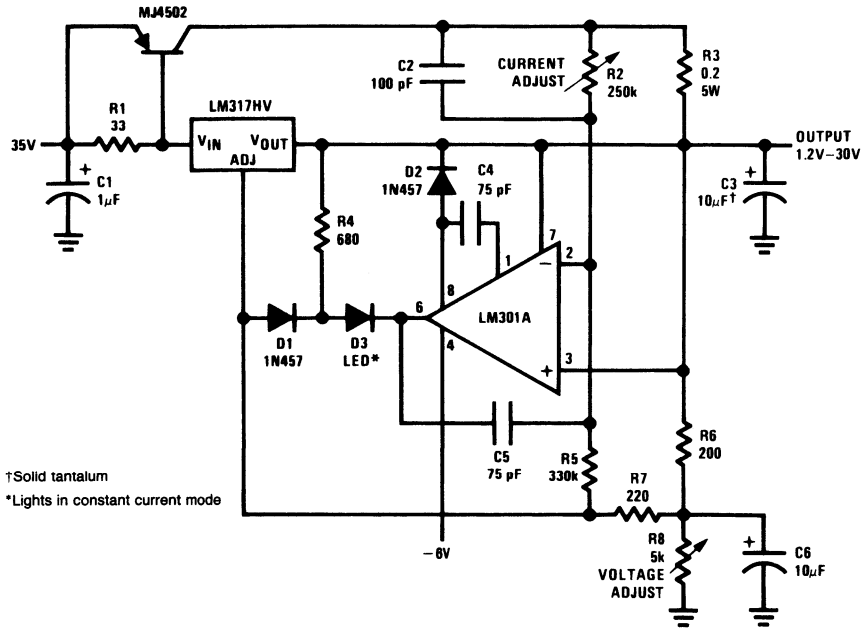 MJ4502
C2
100 pF
CURRENT
ADJUST
R2
250k
R3
0.2
5W
R1
33
LM317HV
35V
VIN
VOUT
ADJ
OUTPUT
1.2V–30V
+
C1
1μF
D2
1N457
C4
75 pF
+
C3
10μF†
R4
680
1
7
2
–
8
6
LM301A
4
3
+
D1
1N457
D3
LED*
C5
75 pF
R5
330k
R6
200
†Solid tantalum
*Lights in constant current mode
R7
220
–6V
R8
5k
VOLTAGE
ADJUST
+
C6
10μF